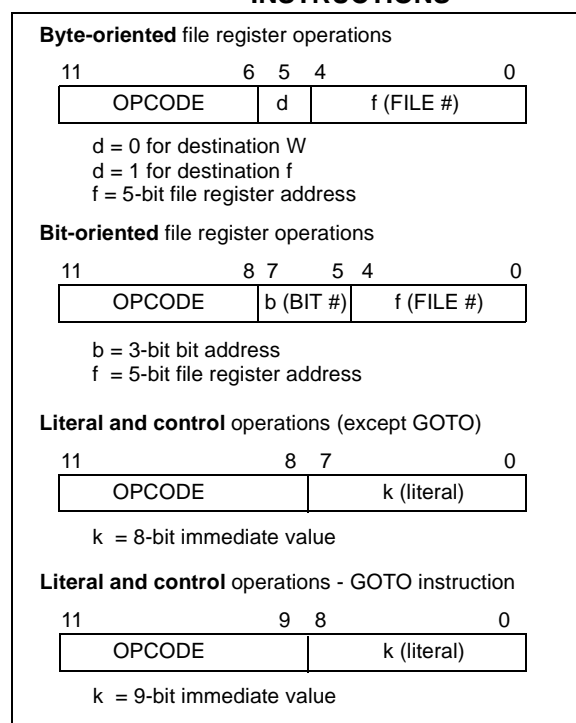 INSTRUCTIONS
Byte-oriented file register operations
11 6 5 4 0
OPCODE d f (FILE #)
d = 0 for destination W
d = 1 for destination f
f = 5-bit file register address
Bit-oriented file register operations
11 8 7 5 4 0
OPCODE b (BIT #) f (FILE #)
b = 3-bit bit address
f = 5-bit file register address
Literal and control operations (except GOTO)
11 8 7 0
OPCODE k (literal)
k = 8-bit immediate value
Literal and control operations - GOTO instruction
11 9 8 0
OPCODE k (literal)
k = 9-bit immediate value